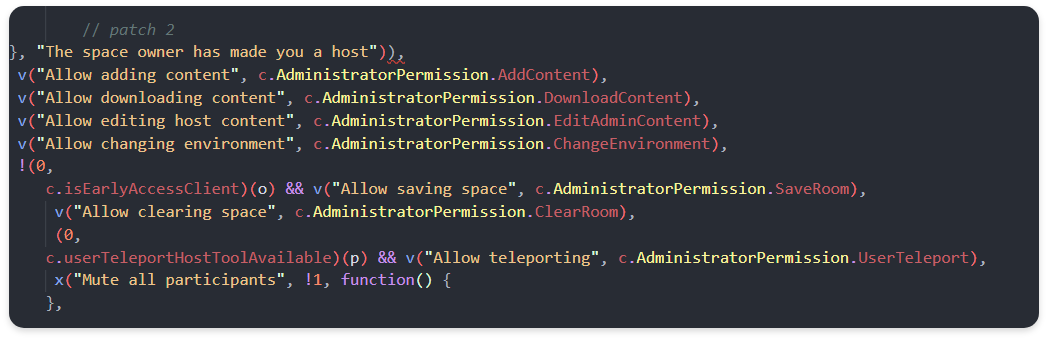 // patch 2
}, "The space owner has made you a host")),
v("Allow adding content", c.AdministratorPermission.AddContent),
v("Allow downloading content", c.AdministratorPermission.DownloadContent),
v("Allow editing host content", c.AdministratorPermission.EditAdminContent),
v("Allow changing environment", c.AdministratorPermission.ChangeEnvironment),
!(0,
c.isEarlyAccessClient)(o) && v("Allow saving space", c.AdministratorPermission.SaveRoom),
v("Allow clearing space", c.AdministratorPermission.ClearRoom),
(0,
c.userTeleportHostToolAvailable)(p) && v("Allow teleporting", c.AdministratorPermission.UserTeleport),
x("Mute all participants", !1, function() {
},